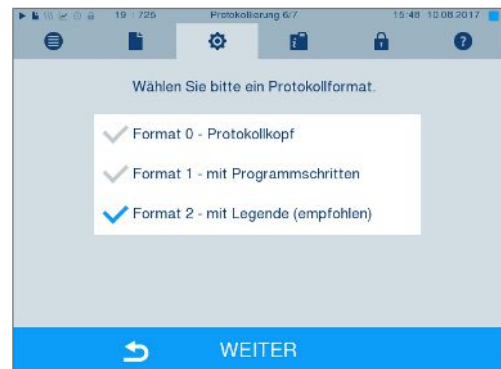 19 : 725 Protokollierung 6/7 15:48 10.08.2017
Wählen Sie bitte ein Protokollformat.
Format 0 - Protokollkopf
Format 1 - mit Programmschritten
Format 2 - mit Legende (empfohlen)
WEITER